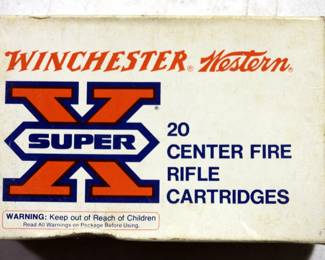 WINCHESTER® Western®
SUPER
X®
20
CENTER FIRE
RIFLE
CARTRIDGES
WARNING: Keep out of Reach of Children
Read All Warnings on Package Before Using.